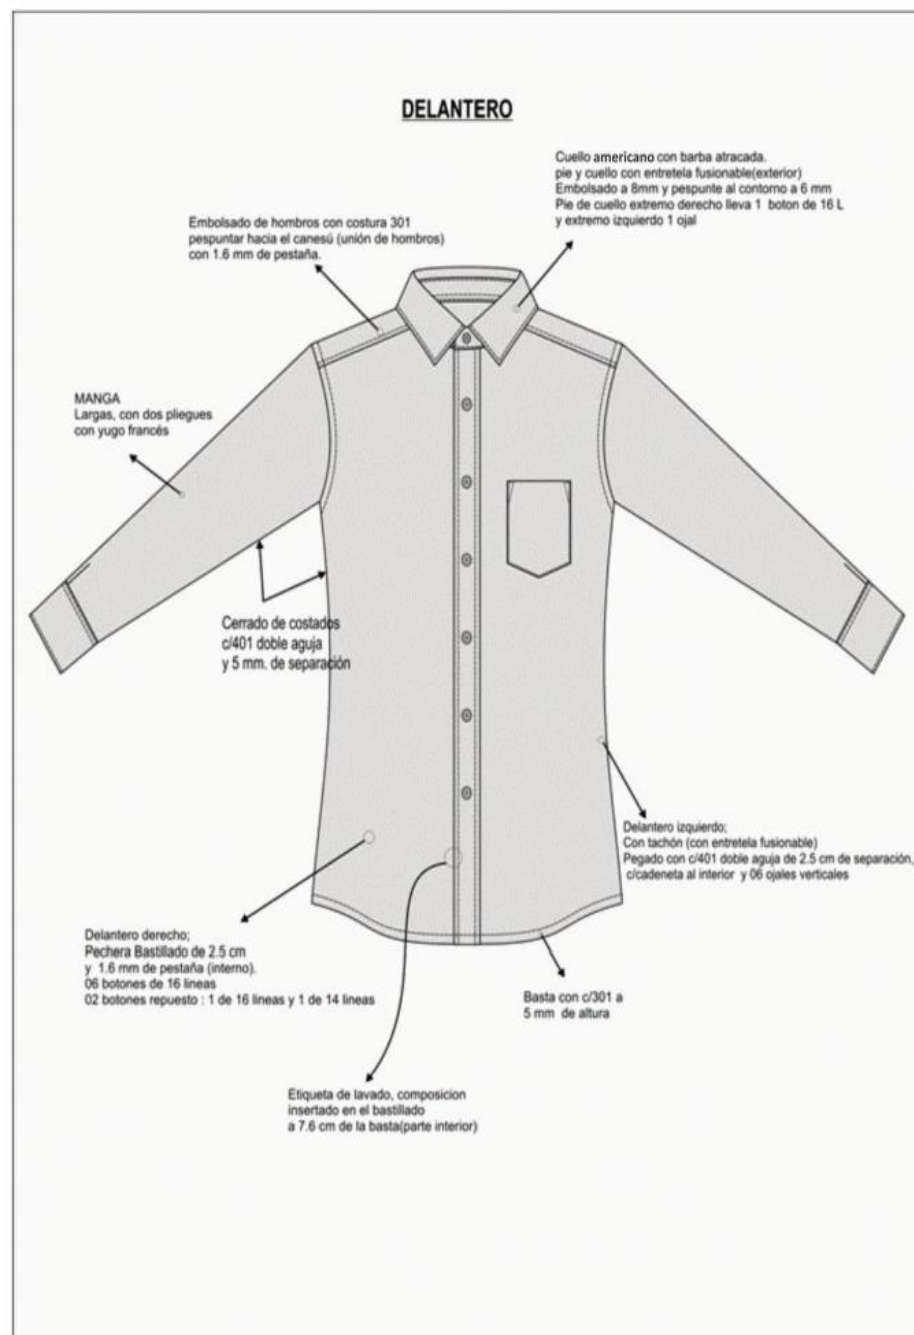 DELANTERO
Cuello americano con barba atracada.
pie y cuello con entretela fusionable(exterior)
Embolsado a 8mm y pespunte al contorno a 6 mm
Pie de cuello extremo derecho lleva 1 boton de 16 L
y extremo izquierdo 1 ojal
Embolsado de hombros con costura 301
pespuntar hacia el canesú (unión de hombros)
con 1.6 mm de pestaña.
MANGA
Largas, con dos pliegues
con yugo francés
Cerrado de costados
c/401 doble aguja
y 5 mm. de separación
Delantero izquierdo;
Con tachón (con entretela fusionable)
Pegado con c/401 doble aguja de 2.5 cm de separación,
c/cadeneta al interior y 06 ojales verticales
Delantero derecho;
Pechera Bastillado de 2.5 cm
y 1.6 mm de pestaña (interno).
06 botones de 16 lineas
02 botones repuesto : 1 de 16 lineas y 1 de 14 lineas
Basta con c/301 a
5 mm de altura
Etiqueta de lavado, composicion
insertado en el bastillado
a 7.6 cm de la basta(parte interior)